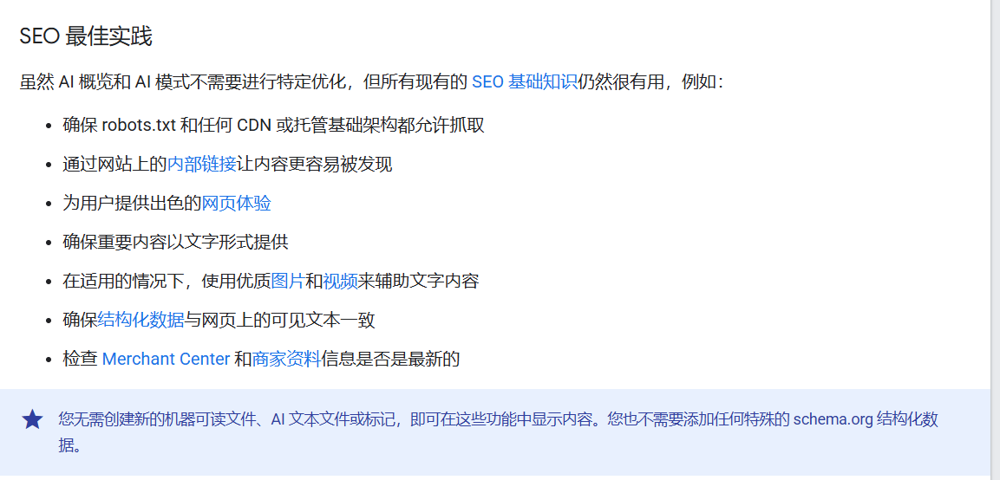 SEO 最佳实践
虽然 AI 概览和 AI 模式不需要进行特定优化，但所有现有的 SEO 基础知识仍然很有用，例如：
• 确保 robots.txt 和任何 CDN 或托管基础架构都允许抓取
• 通过网站上的内部链接让内容更容易被发现
• 为用户提供出色的网页体验
• 确保重要内容以文字形式提供
• 在适用的情况下，使用优质图片和视频来辅助文字内容
• 确保结构化数据与网页上的可见文本一致
• 检查 Merchant Center 和商家资料信息是否是最新的
您无需创建新的机器可读文件、AI 文本文件或标记，即可在这些功能中显示内容。您也不需要添加任何特殊的 schema.org 结构化数
据。